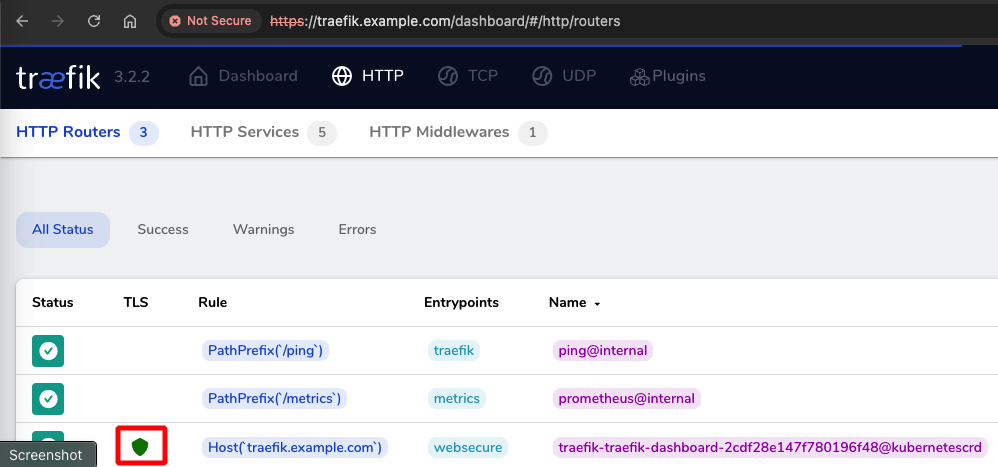 Not Secure https://traefik.example.com/dashboard/#/http/routers
træfik 3.2.2 Dashboard HTTP TCP UDP Plugins
HTTP Routers 3 HTTP Services 5 HTTP Middlewares 1
All Status Success Warnings Errors
Status TLS Rule Entrypoints Name
PathPrefix(`/ping`) traefik ping@internal
PathPrefix(`/metrics`) metrics prometheus@internal
Host(`traefik.example.com`) websecure traefik-traefik-dashboard-2cdf28e147f780196f48@kubernetescrd
Screenshot